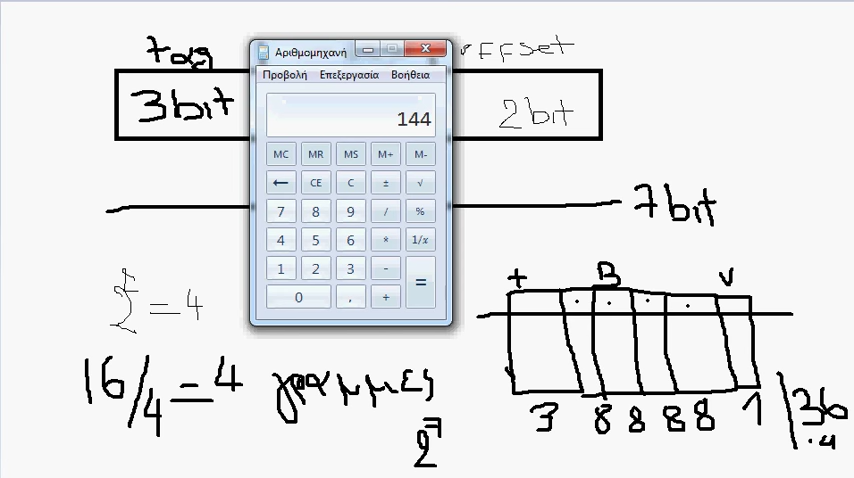 ταg offset
3bit 2bit
Αριθμομηχανή
Προβολή Επεξεργασία Βοήθεια
144
MC MR MS M+ M-
← CE C ± √
7 8 9 / %
4 5 6 * 1/x
1 2 3 - =
0 , +
7bit
+ B V
= 4
16/4=4 γραμμες
2^7
3 8 8 8 8 1 36
.4